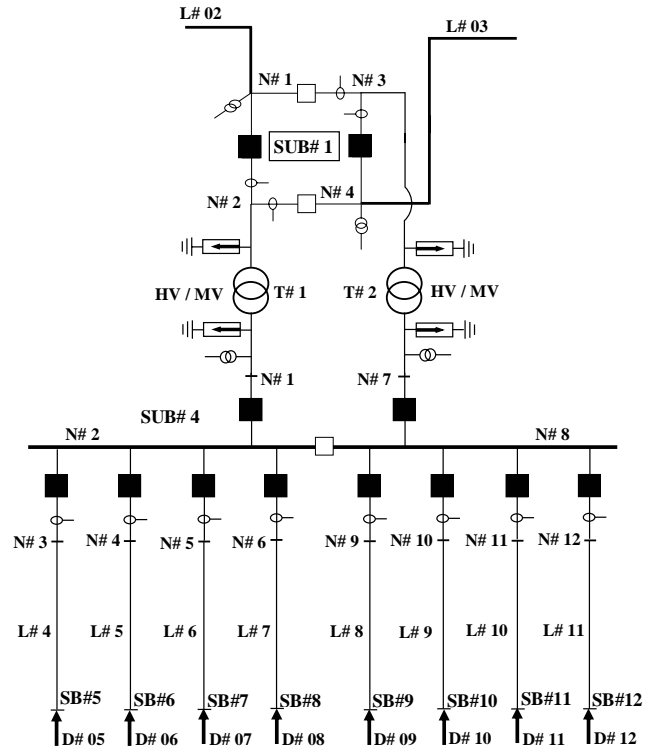 L# 02
L# 03
N# 1
N# 3
SUB# 1
N# 2
N# 4
HV / MV
T# 1
T# 2
HV / MV
N# 1
N# 7
SUB# 4
N# 2
N# 8
N# 3
N# 4
N# 5
N# 6
N# 9
N# 10
N# 11
N# 12
L# 4
L# 5
L# 6
L# 7
L# 8
L# 9
L# 10
L# 11
SB#5
SB#6
SB#7
SB#8
SB#9
SB#10
SB#11
SB#12
D# 05
D# 06
D# 07
D# 08
D# 09
D# 10
D# 11
D# 12